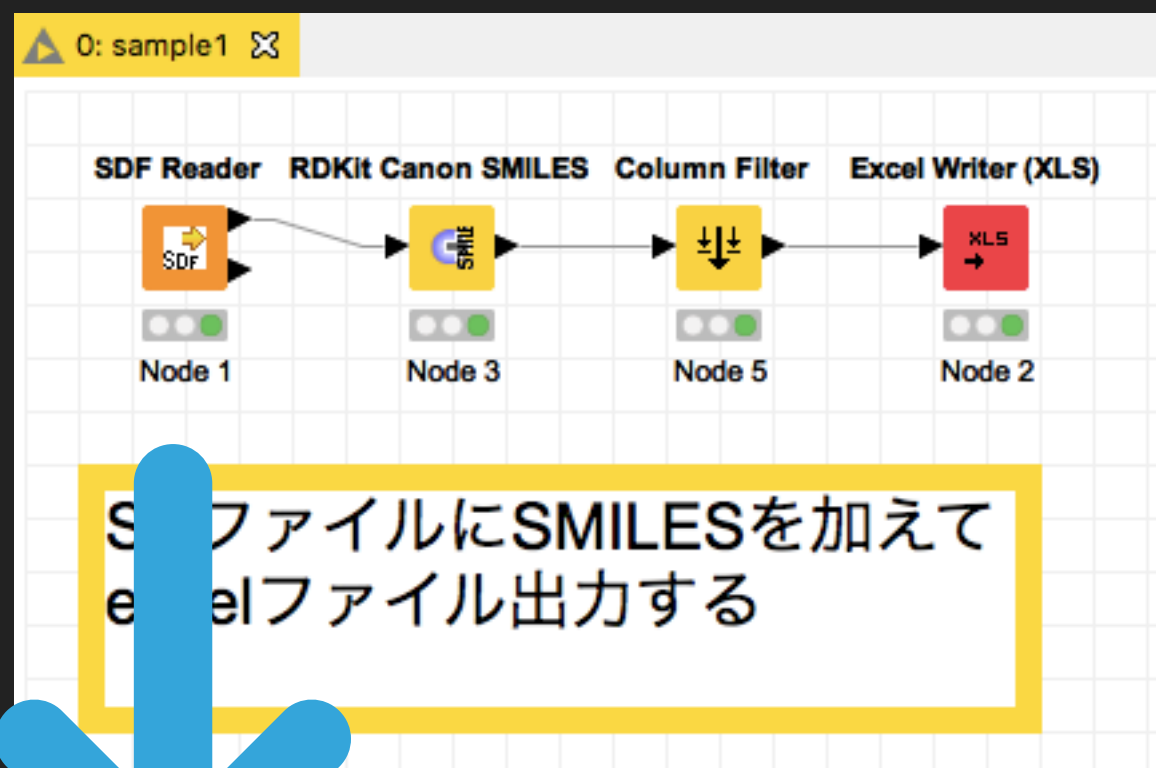 0: sample1
SDF Reader RDKit Canon SMILES Column Filter Excel Writer (XLS)
SDF SMILE XLS
Node 1 Node 3 Node 5 Node 2
ファイルにSMILESを加えて
ファイル出力する